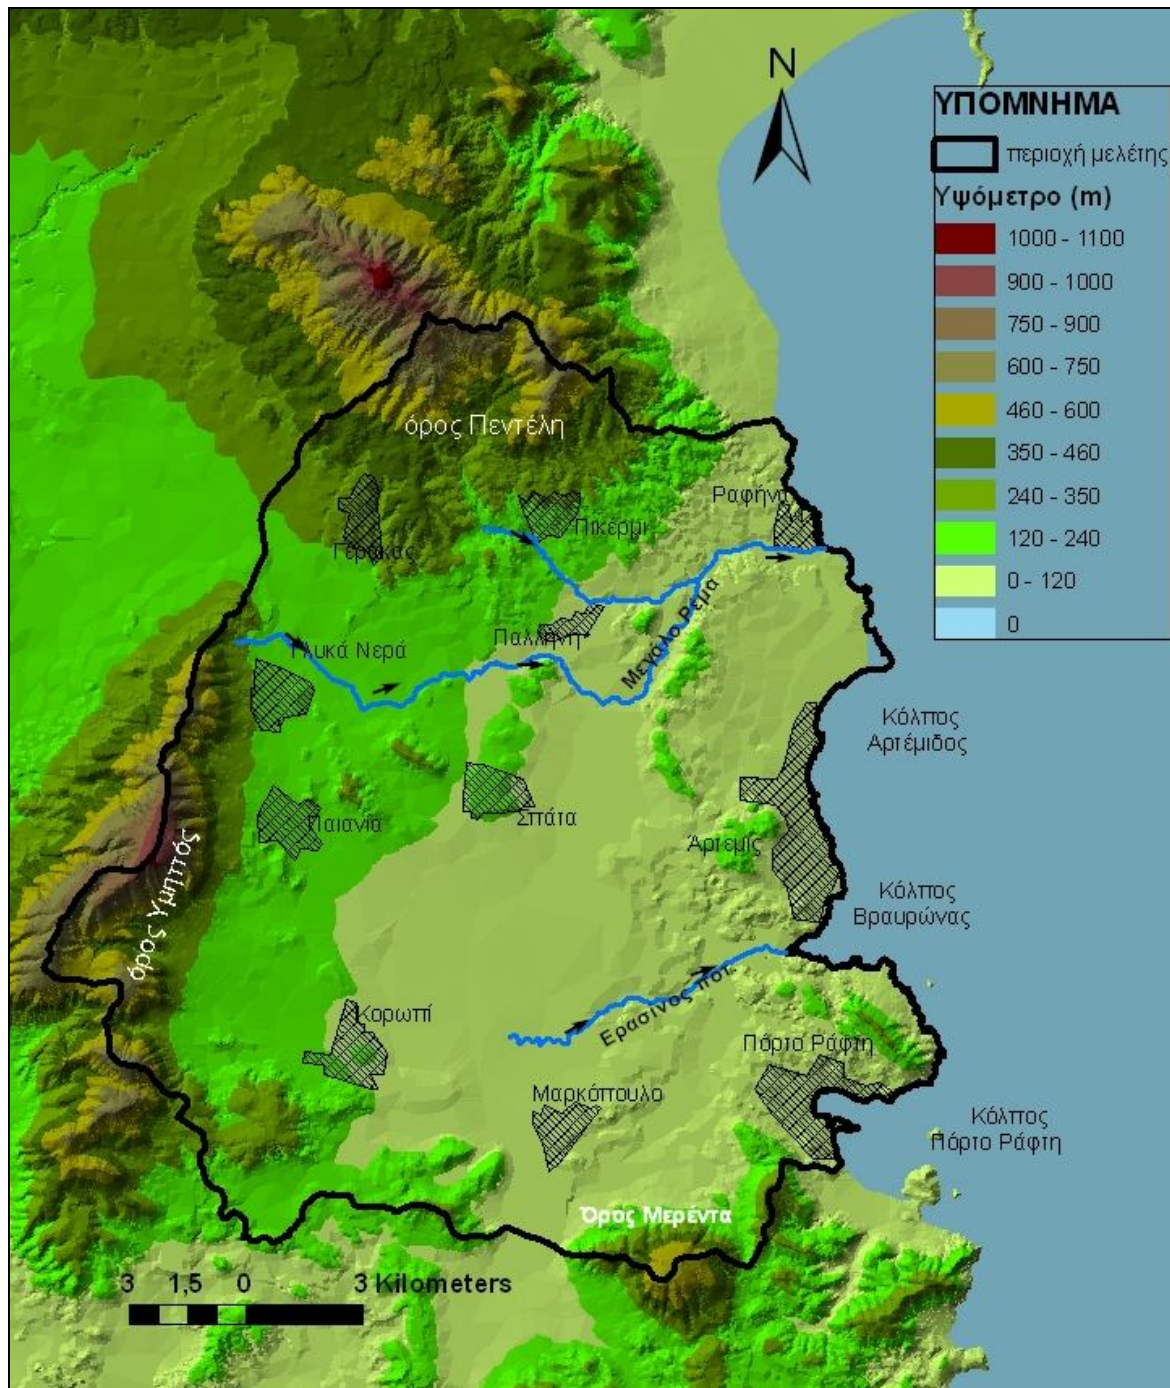 N
ΥΠΟΜΝΗΜΑ
περιοχή μελέτης
Υψόμετρο (m)
1000 - 1100
900 - 1000
750 - 900
600 - 750
460 - 600
350 - 460
240 - 350
120 - 240
0 - 120
0
όρος Πεντέλη
Ραφήνα
Πικέρμι
Γέρακας
Παλλήνη
Μεγάλο Ρέμα
Γλυκά Νερά
Κόλπος
Αρτέμιδος
Σπάτα
Παιανία
Άρτεμις
όρος Υμηττός
Κόλπος
Βραυρώνας
Κορωπί
Ερασίνος ποτ.
Πόρτο Ράφτη
Μαρκόπουλο
Κόλπος
Πόρτο Ράφτη
Όρος Μερέντα
3 1,5 0 3 Kilometers